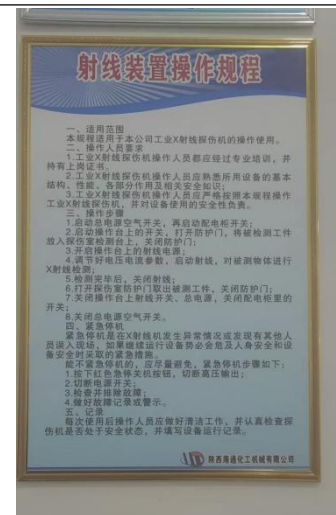 射线装置操作规程
一、适用范围
本规程适用于本公司工业X射线探伤机的操作使用。
二、操作人员要求
1.工业X射线探伤机操作人员都应经过专业培训，并
持有上岗证书。
2.工业X射线探伤机操作人员应熟悉所用设备的基本
结构、性能、各部分作用及相关安全知识；
3.工业X射线探伤机操作人员应严格按照本规程操作
工业X射线探伤机，并对设备使用的安全性负责。
三、操作步骤
1.启动总电源空气开关，再启动配电柜开关；
2.启动操作台上的开关、打开防护门，将被检测工件
放入探伤室检测台上，关闭防护门；
3.开启操作台上的射线电源；
4.调节好电压电流参数，启动射线，对被测物体进行
X射线检测；
5.检测完毕后，关闭射线；
6.打开探伤室防护门取出被测工件，关闭防护门；
7.关闭操作台上射线开关、总电源，关闭配电柜里的
开关；
8.关闭总电源空气开关。
四、紧急停机
紧急停机是在X射线机发生异常情况或发现有其他人
员误入现场，如果继续运行设备势必会危及人身安全和设
备安全时采取的紧急措施。
能不紧急停机的，应尽量避免，紧急停机步骤如下：
1.按下红色急停关机按钮，切断高压输出；
2.切断电源开关；
3.检查并排除故障；
4.做好故障记录或警示。
五、记录
每次使用后操作人员应做好清洁工作，并认真检查探
伤机是否处于安全状态，并填写设备运行记录。
陕西海通化工机械有限公司